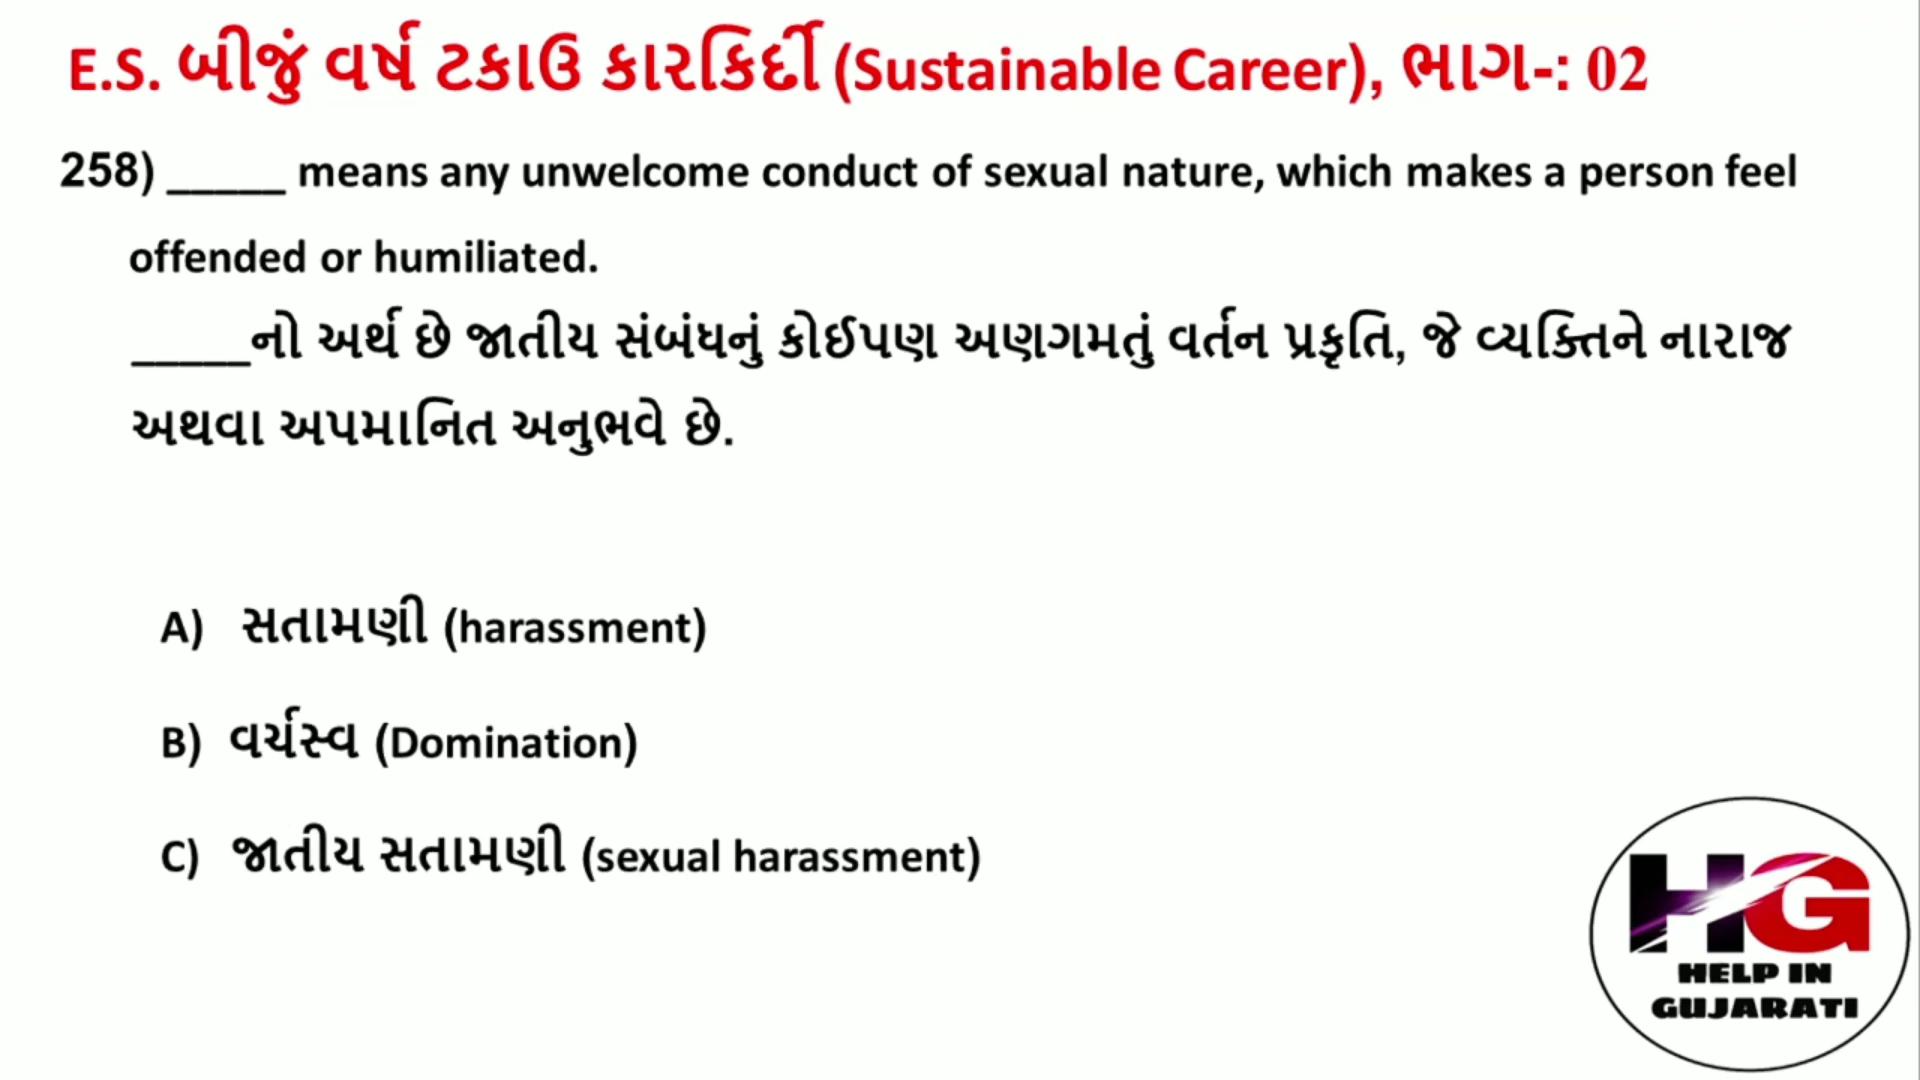 E.S. બીજું વર્ષ ટકાઉ કારકિર્દી (Sustainable Career), ભાગ-: 02
258) _____ means any unwelcome conduct of sexual nature, which makes a person feel
offended or humiliated.
_____નો અર્થ છે જાતીય સંબંધનું કોઈપણ અણગમતું વર્તન પ્રકૃતિ, જે વ્યક્તિને નારાજ
અથવા અપમાનિત અનુભવે છે.
A) સતામણી (harassment)
B) વર્ચસ્વ (Domination)
C) જાતીય સતામણી (sexual harassment)
HG
HELP IN
GUJARATI